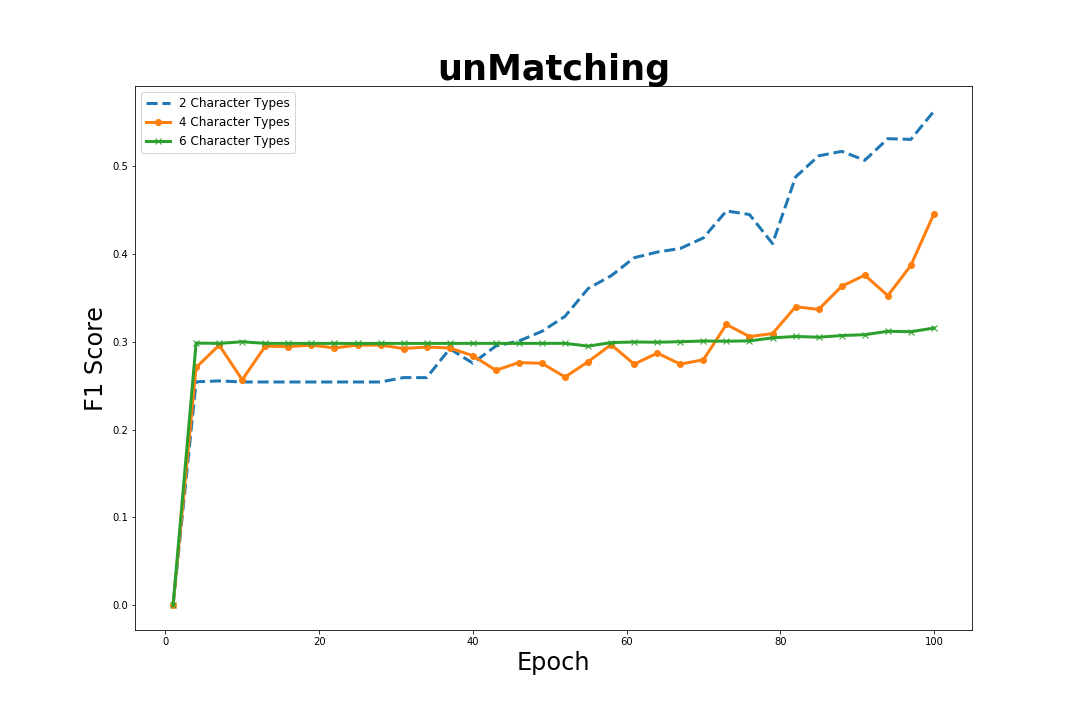 unMatching
2 Character Types
4 Character Types
6 Character Types
0.5
0.4
0.3
0.2
0.1
0.0
F1 Score
0
20
40
60
80
100
Epoch